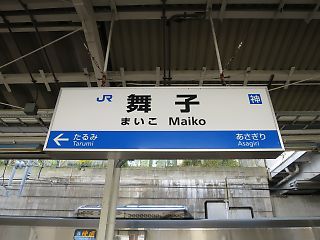 JR 舞子 神
まいこ Maiko
← たるみ あさぎり
Tarumi Asagiri